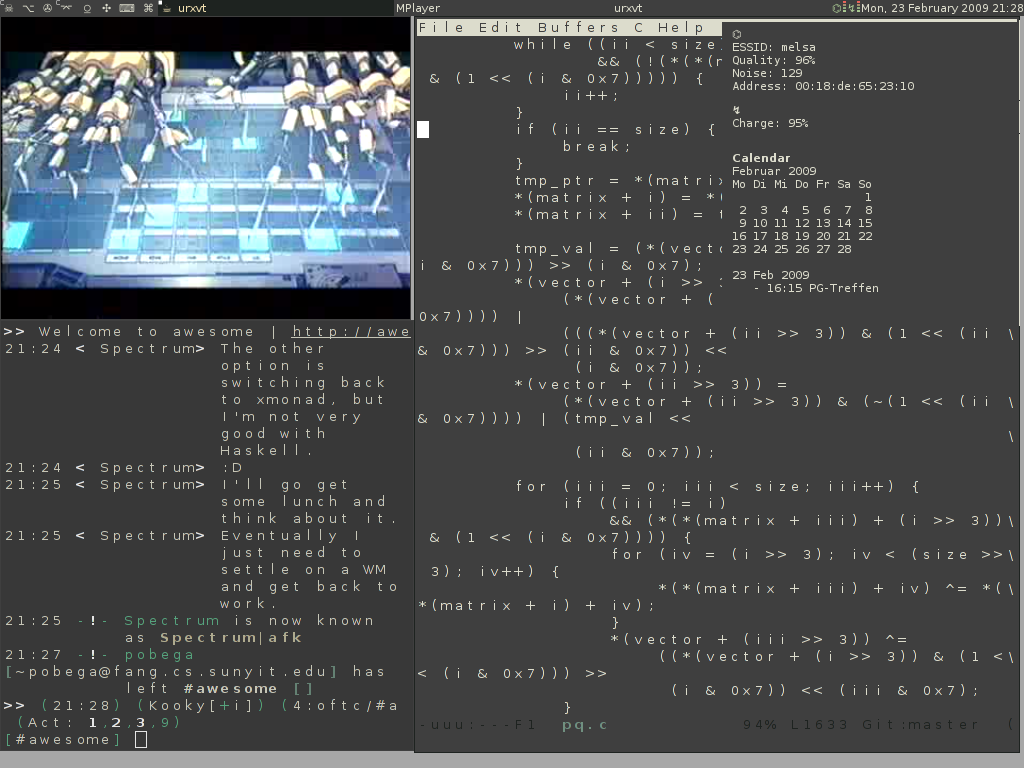 urxvt
MPlayer
urxvt
Mon, 23 February 2009 21:28
>> Welcome to awesome | http://awe
21:24 < Spectrum> The other
option is
switching back
to xmonad, but
I'm not very
good with
Haskell.
21:24 < Spectrum> :D
21:25 < Spectrum> I'll go get
some lunch and
think about it.
21:25 < Spectrum> Eventually I
just need to
settle on a WM
and get back to
work.
21:25 -!- Spectrum is now known
as Spectrum|afk
21:27 -!- pobega
[~pobega@fang.cs.sunyit.edu] has
left #awesome []
>> (21:28) (Kooky[+i]) (4:oftc/#a
(Act: 1,2,3,9)
[#awesome]
File Edit Buffers C Help
while ((ii < size
&& (!(*(*(
& (1 << (i & 0x7))))) {
ii++;
}
if (ii == size) {
break;
}
tmp_ptr = *(matrix
*(matrix + i) = *(
*(matrix + ii) =
tmp_val = (*(vecto
i & 0x7))) >> (i & 0x7);
*(vector + (i >>
(*(vector + (
0x7)))) |
(((*(vector + (ii >> 3)) & (1 << (ii \
& 0x7))) >> (ii & 0x7)) <<
(i & 0x7));
*(vector + (ii >> 3)) =
(*(vector + (ii >> 3)) & (~(1 << (ii \
& 0x7)))) | (tmp_val <<
\
(ii & 0x7));
for (iii = 0; iii < size; iii++) {
if ((iii != i)
&& (*(*(matrix + iii) + (i >> 3))\
& (1 << (i & 0x7)))) {
for (iv = (i >> 3); iv < (size >>\
3); iv++) {
*(*(matrix + iii) + iv) ^= *(\
*(matrix + i) + iv);
}
*(vector + (iii >> 3)) ^=
((*(vector + (i >> 3)) & (1 <\
< (i & 0x7))) >>
(i & 0x7)) << (iii & 0x7);
}
-uuu:---F1 pq.c 94% L1633 Git:master (
ESSID: melsa
Quality: 96%
Noise: 129
Address: 00:18:de:65:23:10
Charge: 95%
Calendar
Februar 2009
Mo Di Mi Do Fr Sa So
1
2 3 4 5 6 7 8
9 10 11 12 13 14 15
16 17 18 19 20 21 22
23 24 25 26 27 28
23 Feb 2009
- 16:15 PG-Treffen